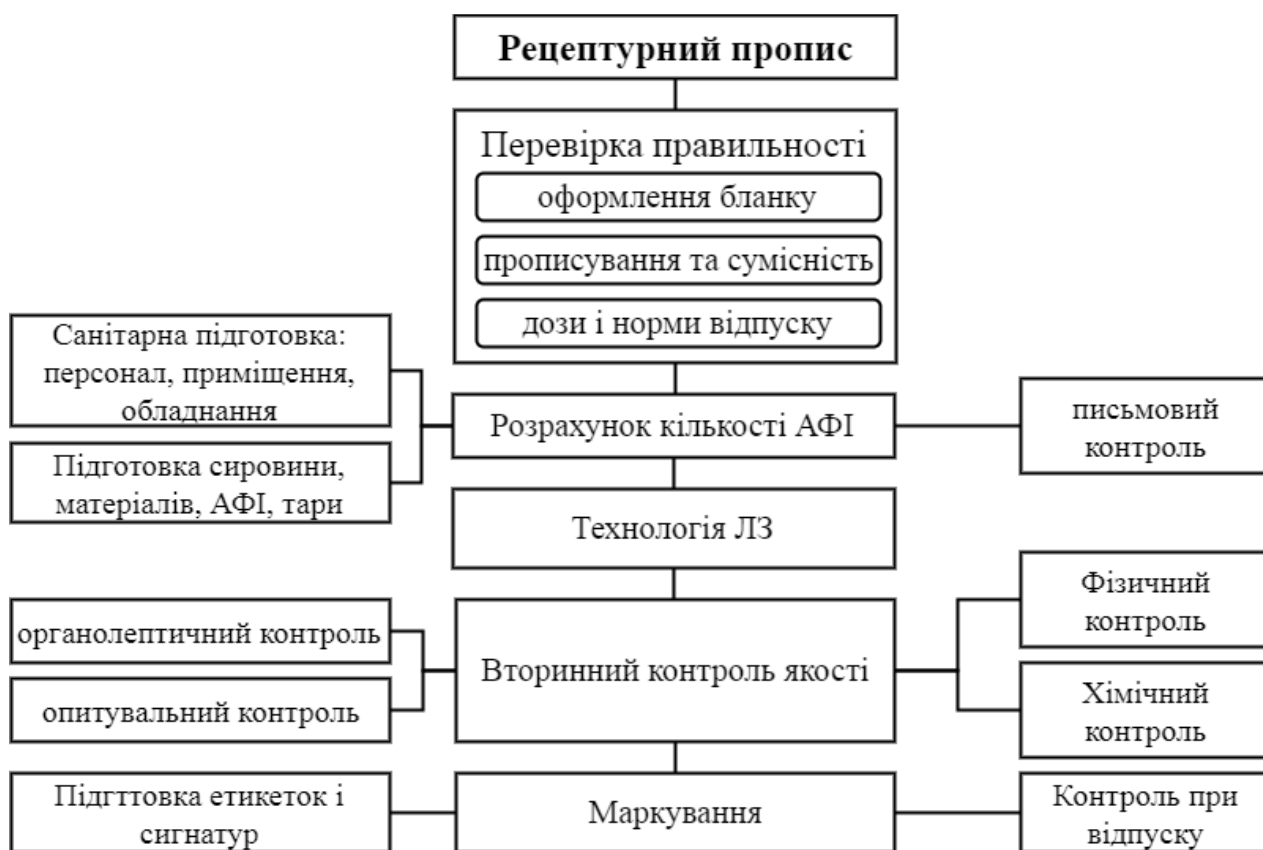 Рецептурний пропис
Перевірка правильності
оформлення бланку
прописування та сумісність
дози і норми відпуску
Санітарна підготовка:
персонал, приміщення,
обладнання
Підготовка сировини,
матеріалів, АФІ, тари
Розрахунок кількості АФІ
письмовий
контроль
Технологія ЛЗ
органолептичний контроль
опитувальний контроль
Вторинний контроль якості
Фізичний
контроль
Хімічний
контроль
Підгттовка етикеток і
сигнатур
Маркування
Контроль при
відпуску